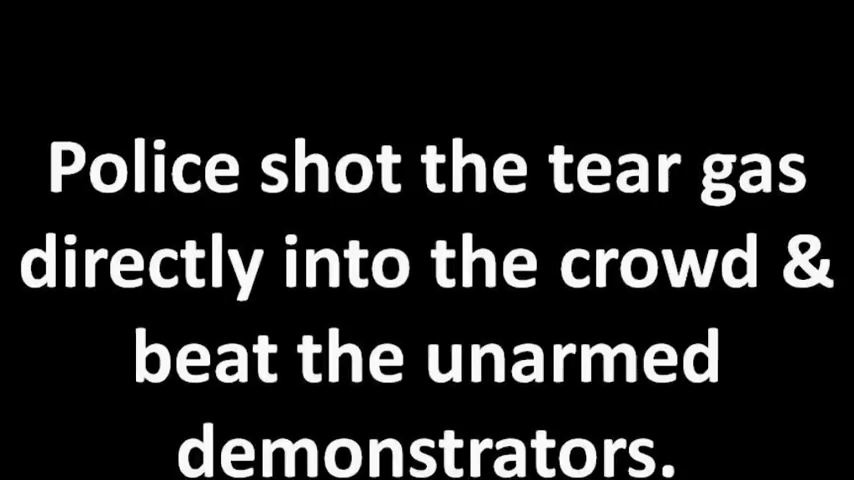 Police shot the tear gas
directly into the crowd &
beat the unarmed
demonstrators.